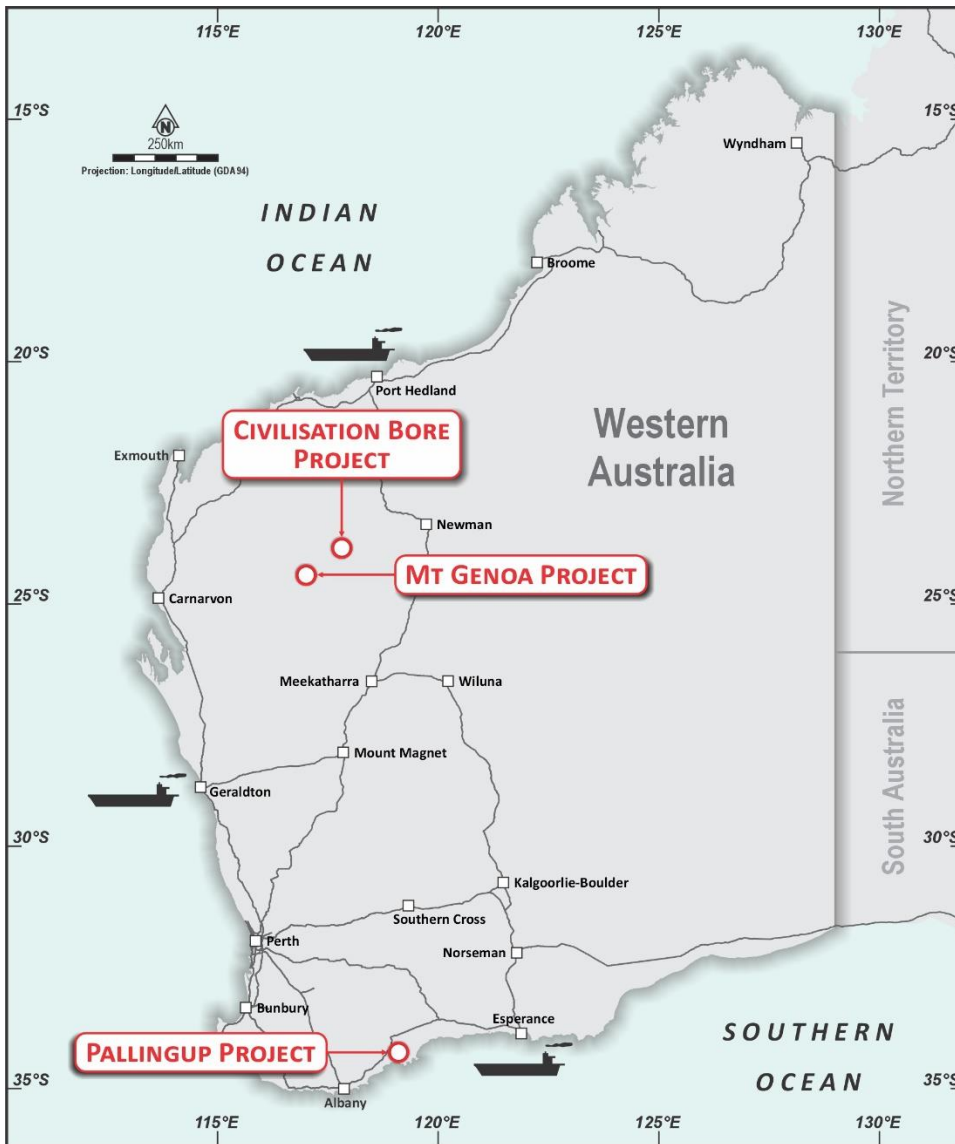 115°E
120°E
125°E
130°E
15°S
15°S
N
250km
Projection: Longitude/Latitude (GDA94)
Wyndham
INDIAN
OCEAN
Broome
Northern Territory
20°S
20°S
Port Hedland
CIVILISATION BORE
PROJECT
Western
Australia
Exmouth
Newman
MT GENOA PROJECT
25°S
25°S
Carnarvon
Meekatharra
Wiluna
South Australia
Mount Magnet
Geraldton
30°S
30°S
Kalgoorlie-Boulder
Southern Cross
Perth
Norseman
Bunbury
Esperance
SOUTHERN
OCEAN
PALLINGUP PROJECT
35°S
35°S
Albany
115°E
120°E
125°E
130°E